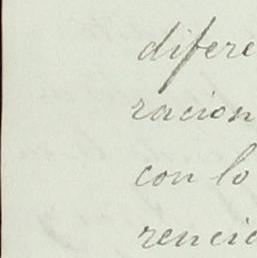 difere
racion
con lo
rencia